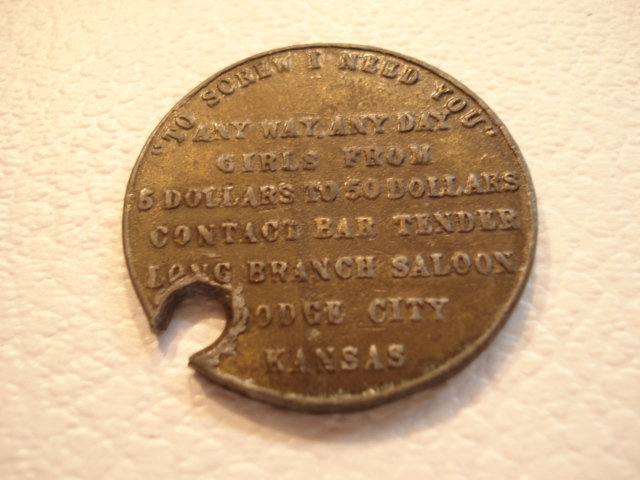 "TO SCREW I NEED YOU"
ANY WAY, ANY DAY
GIRLS FROM
5 DOLLARS TO 50 DOLLARS
CONTACT BAR TENDER
LONG BRANCH SALOON
ODGE CITY
KANSAS